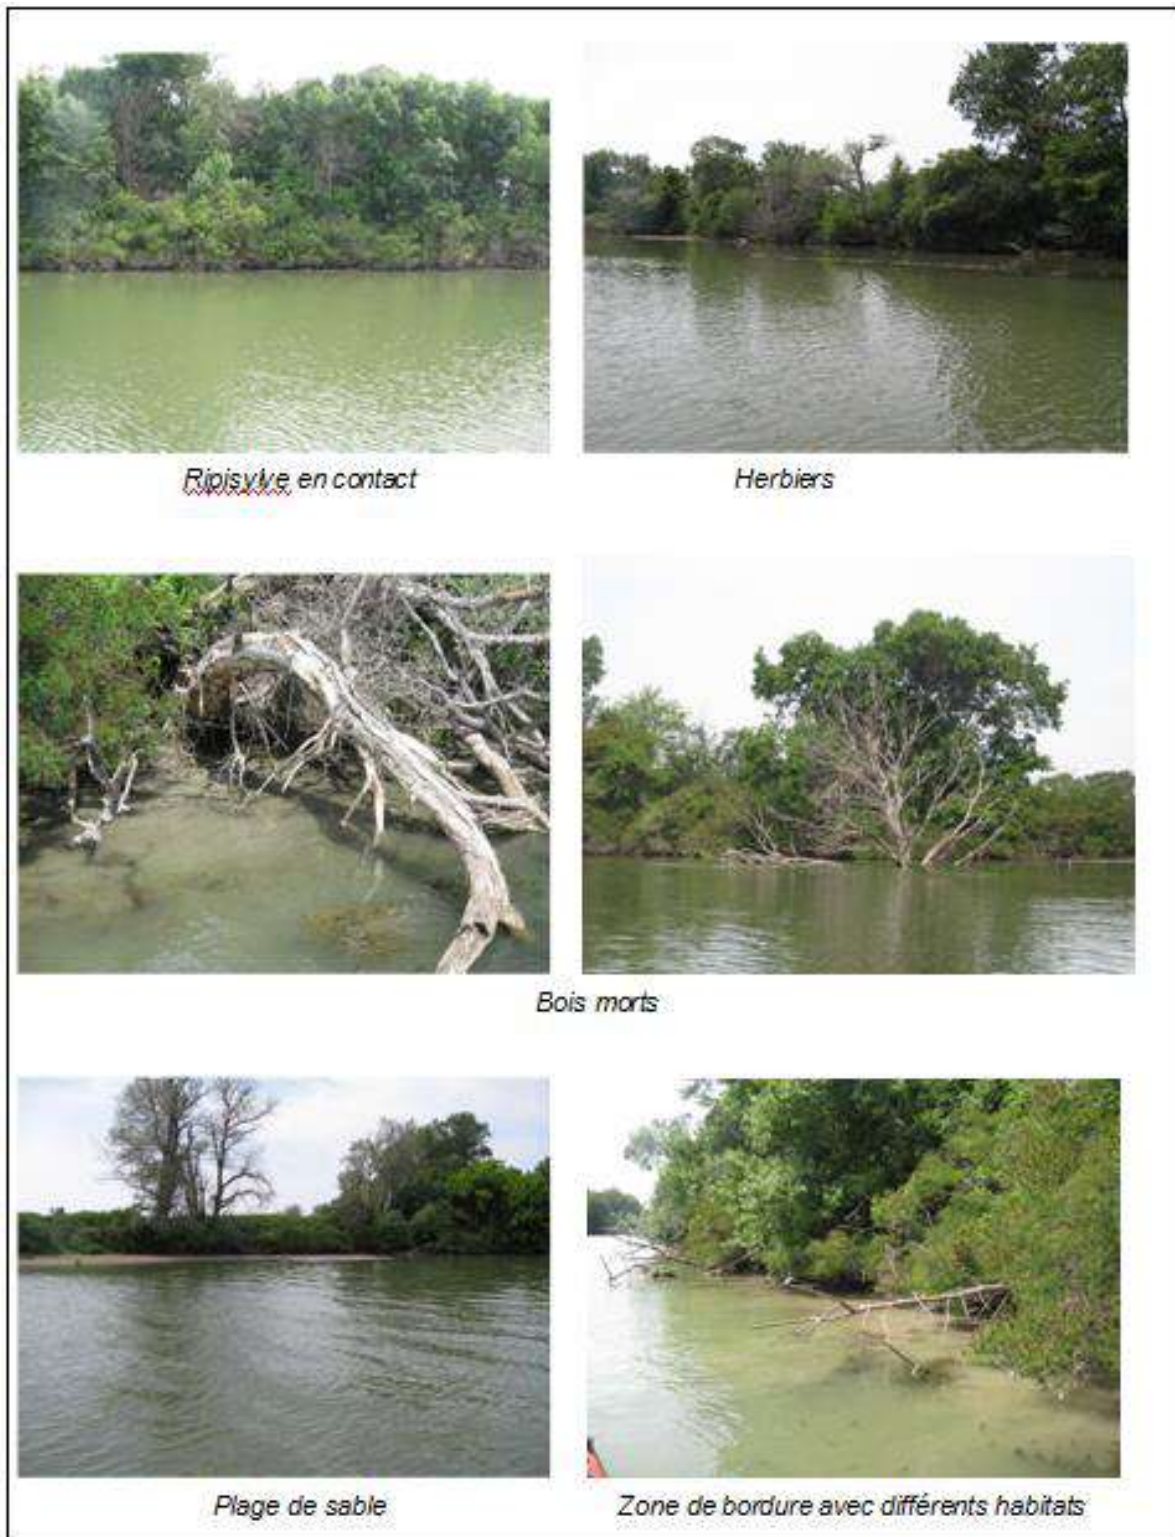 Ripisylve en contact
Herbiers
Bois morts
Plage de sable
Zone de bordure avec différents habitats